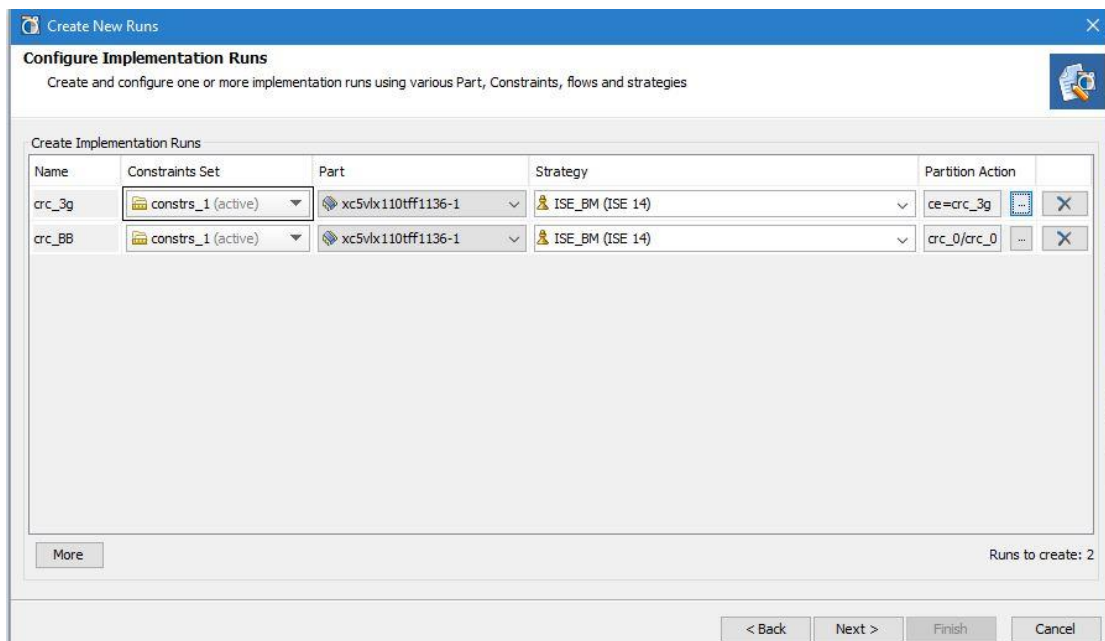 Create New Runs
Configure Implementation Runs
Create and configure one or more implementation runs using various Part, Constraints, flows and strategies
Create Implementation Runs
Name Constraints Set Part Strategy Partition Action
crc_3g constrs_1 (active) xc5vlx110tff1136-1 ISE_BM (ISE 14) ce=crc_3g ...
crc_BB constrs_1 (active) xc5vlx110tff1136-1 ISE_BM (ISE 14) crc_0/crc_0 ...
More Runs to create: 2
< Back Next > Finish Cancel